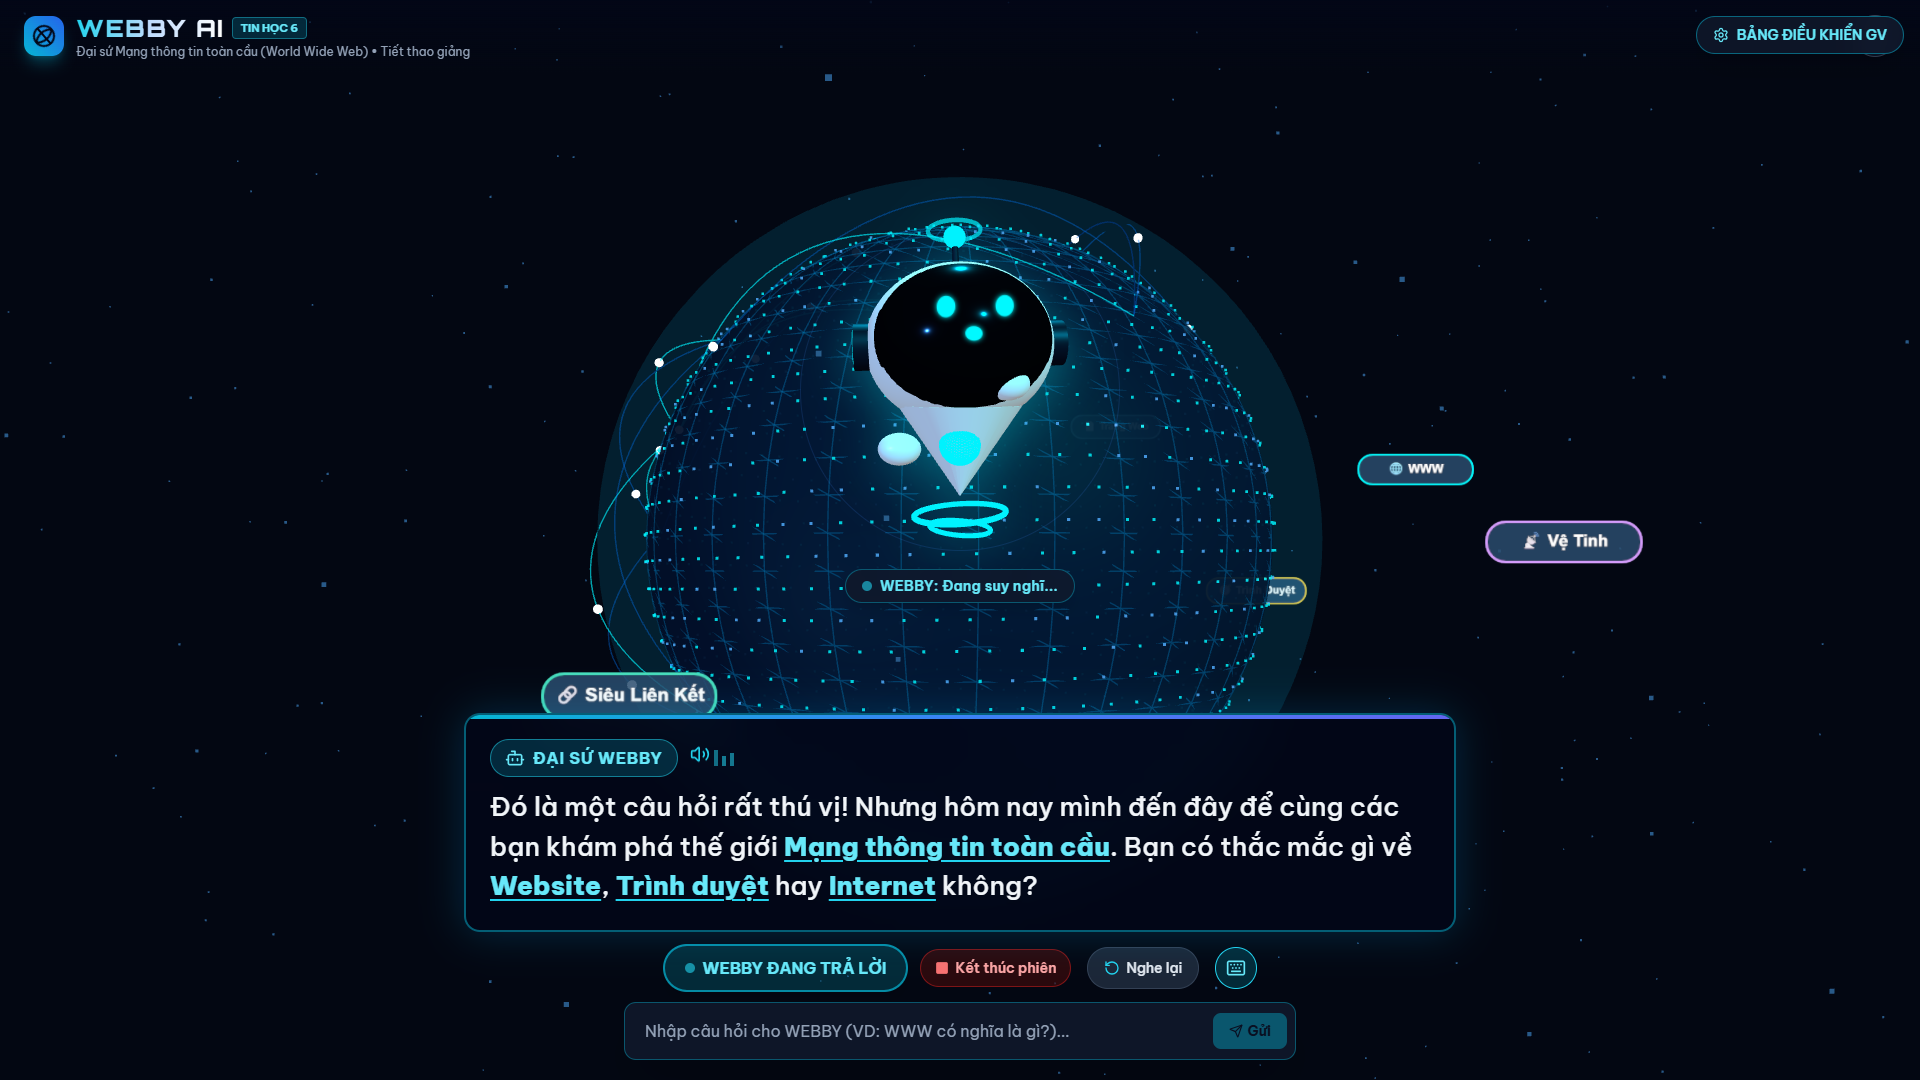 WEBBY AI TIN HỌC 6
Đại sứ Mạng thông tin toàn cầu (World Wide Web) • Tiết thao giảng
BẢNG ĐIỀU KHIỂN GV
WWW
Vệ Tinh
WEBBY: Đang suy nghĩ...
Duyệt
Siêu Liên Kết
ĐẠI SỨ WEBBY
Đó là một câu hỏi rất thú vị! Nhưng hôm nay mình đến đây để cùng các
bạn khám phá thế giới Mạng thông tin toàn cầu. Bạn có thắc mắc gì về
Website, Trình duyệt hay Internet không?
WEBBY ĐANG TRẢ LỜI
Kết thúc phiên
Nghe lại
Nhập câu hỏi cho WEBBY (VD: WWW có nghĩa là gì?)...
Gửi